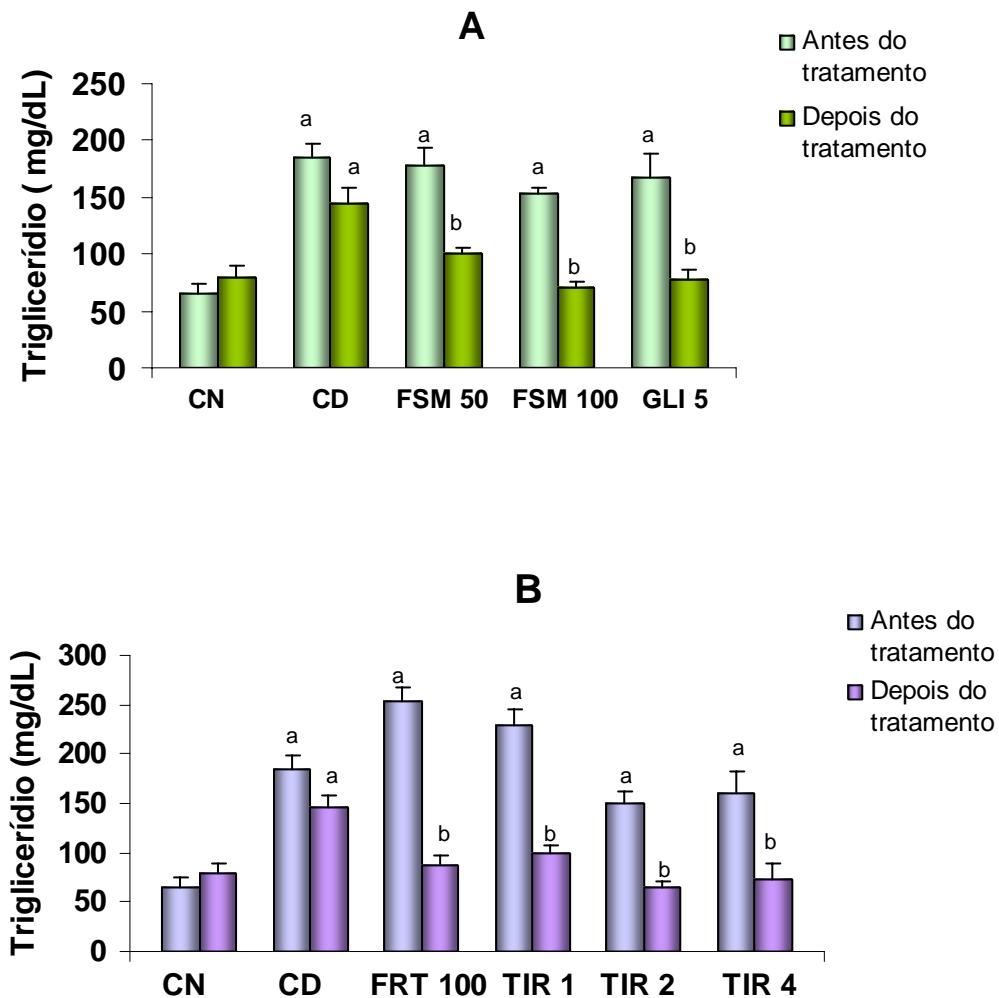 A
Antes do
tratamento
Depois do
tratamento
Triglicerídio ( mg/dL)
250
200
150
100
50
0
a
a
a
b
a
b
a
b
CN CD FSM 50 FSM 100 GLI 5
B
Antes do
tratamento
Depois do
tratamento
Triglicerídio (mg/dL)
300
250
200
150
100
50
0
a
a
a
b
a
b
a
b
a
b
CN CD FRT 100 TIR 1 TIR 2 TIR 4